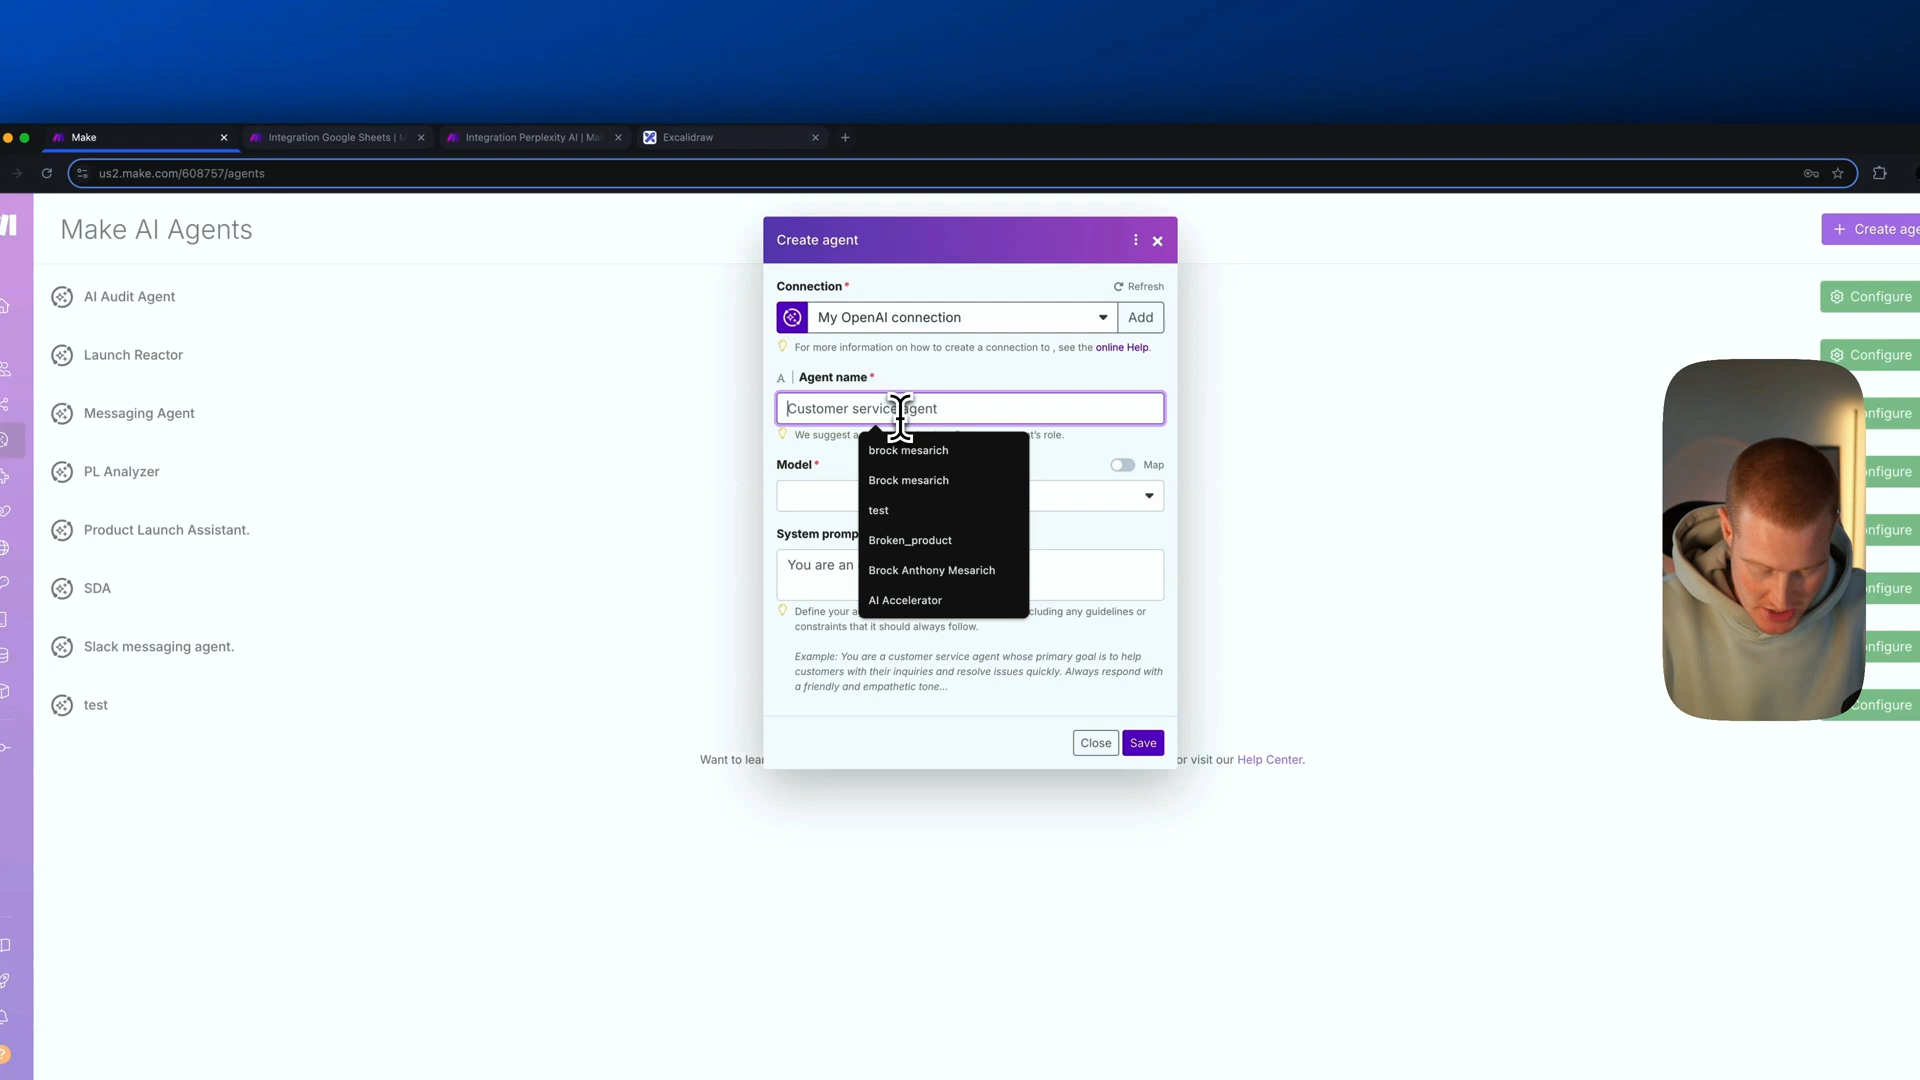 Make
Integration Google Sheets | M
Integration Perplexity AI | Ma
Excalidraw
us2.make.com/608757/agents
Make AI Agents
+ Create age
AI Audit Agent
Configure
Launch Reactor
Configure
Messaging Agent
PL Analyzer
nfigure
Product Launch Assistant.
nfigure
SDA
nfigure
Slack messaging agent.
nfigure
test
Configure
Create agent
Connection*
Refresh
My OpenAI connection
Add
For more information on how to create a connection to , see the online Help.
A | Agent name*
Customer service agent
We suggest a
t's role.
brock mesarich
Brock mesarich
test
Broken_product
Brock Anthony Mesarich
AI Accelerator
Model*
Map
System promp
You are an
Define your a
cluding any guidelines or
constraints that it should always follow.
Example: You are a customer service agent whose primary goal is to help
customers with their inquiries and resolve issues quickly. Always respond with
a friendly and empathetic tone...
Close
Save
Want to lear
or visit our Help Center.